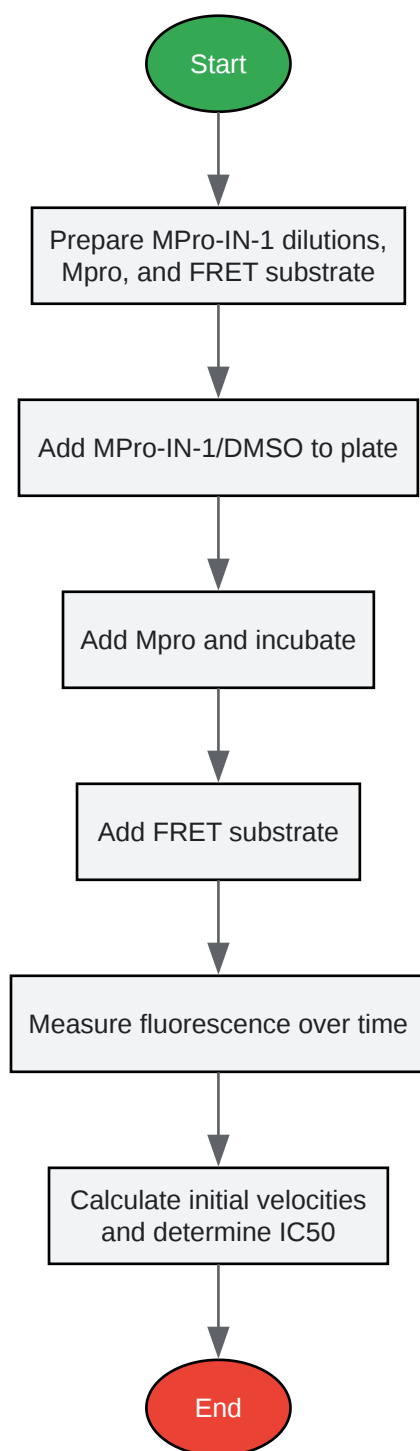 Start
Prepare MPro-IN-1 dilutions,
Mpro, and FRET substrate
Add MPro-IN-1/DMSO to plate
Add Mpro and incubate
Add FRET substrate
Measure fluorescence over time
Calculate initial velocities
and determine IC50
End